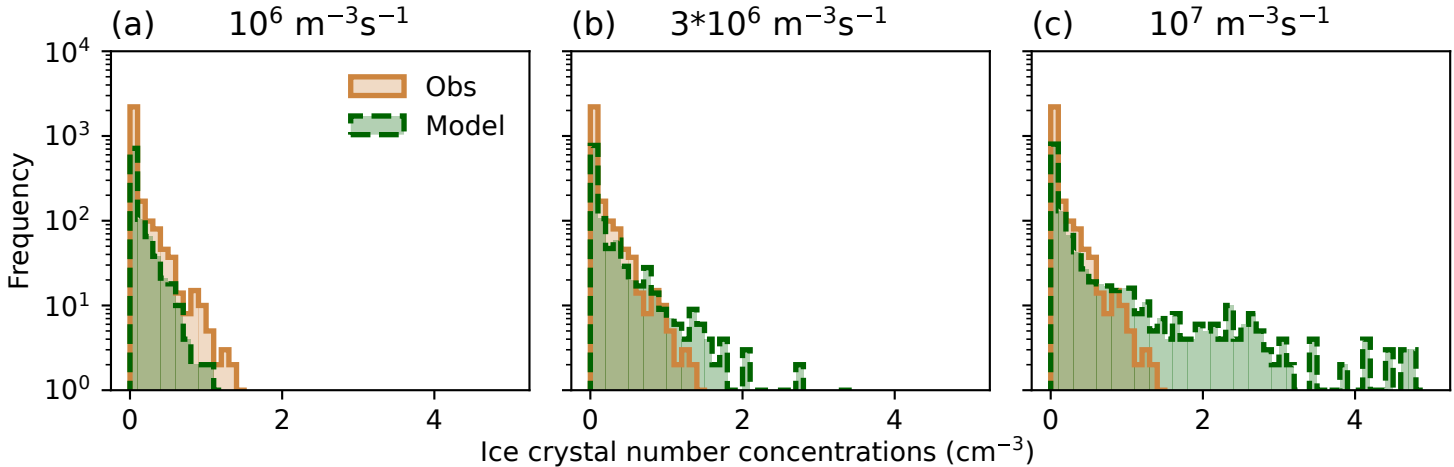 (a) 10⁶ m⁻³s⁻¹
(b) 3*10⁶ m⁻³s⁻¹
(c) 10⁷ m⁻³s⁻¹
10⁴
10³
10²
10¹
10⁰
Frequency
Obs
Model
0 2 4
0 2 4
0 2 4
Ice crystal number concentrations (cm⁻³)